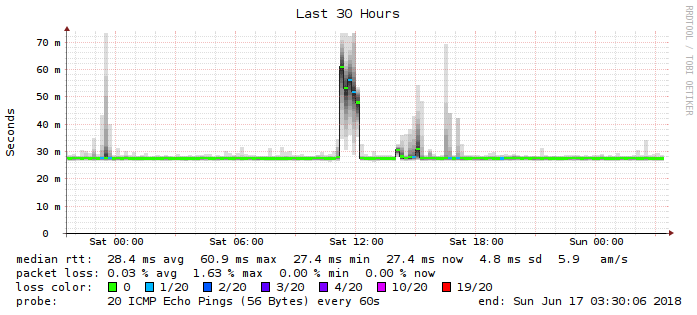 Last 30 Hours
RRDTOOL / TOBI OETIKER
Seconds
70 m
60 m
50 m
40 m
30 m
20 m
10 m
0
Sat 00:00 Sat 06:00 Sat 12:00 Sat 18:00 Sun 00:00
median rtt: 28.4 ms avg 60.9 ms max 27.4 ms min 27.4 ms now 4.8 ms sd 5.9 am/s
packet loss: 0.03 % avg 1.63 % max 0.00 % min 0.00 % now
loss color: 0 1/20 2/20 3/20 4/20 10/20 19/20
probe: 20 ICMP Echo Pings (56 Bytes) every 60s end: Sun Jun 17 03:30:06 2018